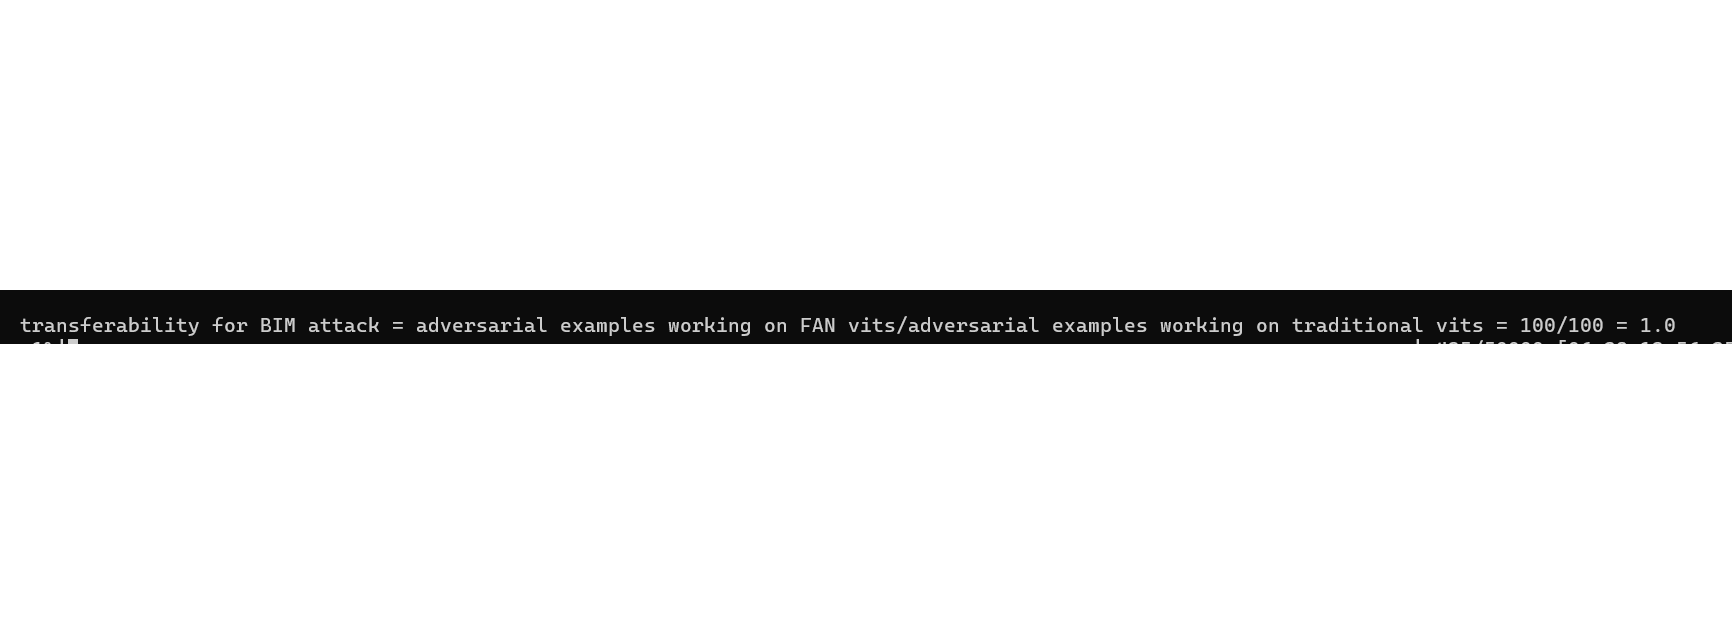 transferability for BIM attack = adversarial examples working on FAN vits/adversarial examples working on traditional vits = 100/100 = 1.0